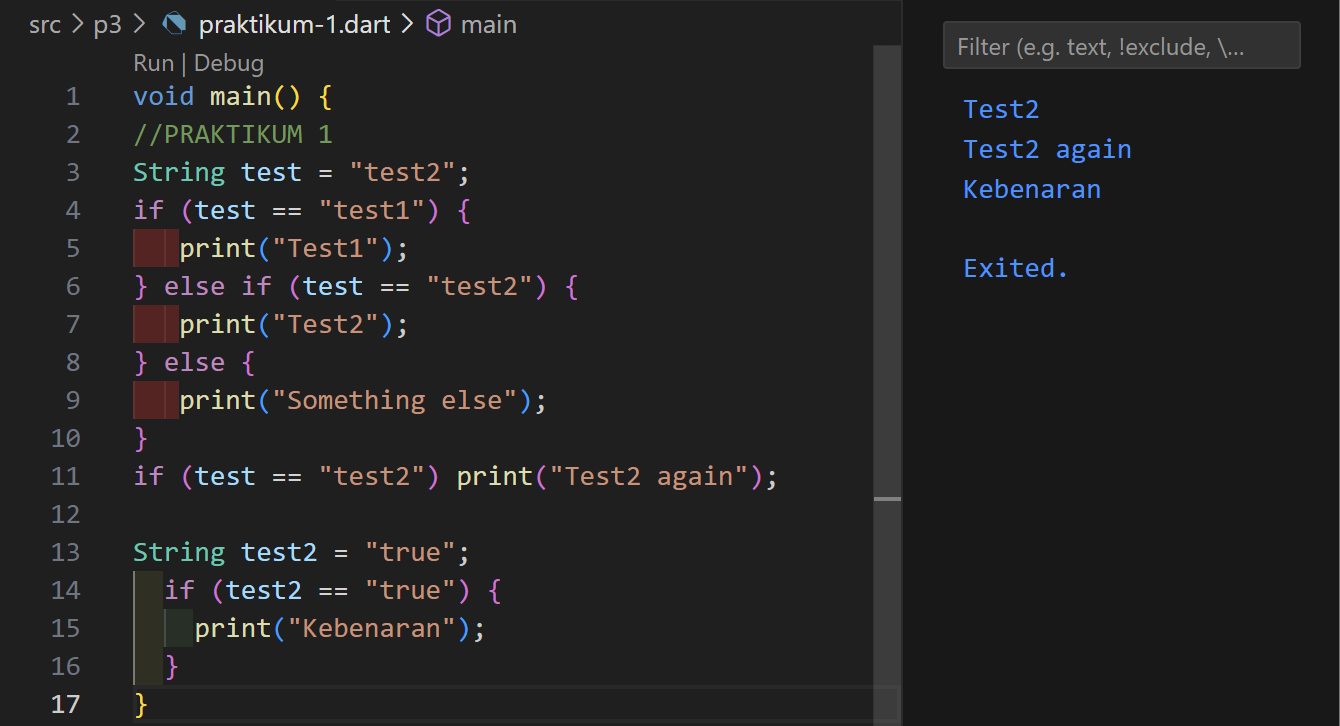 src > p3 > praktikum-1.dart > main
Run | Debug
1 void main() {
2 //PRAKTIKUM 1
3 String test = "test2";
4 if (test == "test1") {
5    print("Test1");
6 } else if (test == "test2") {
7    print("Test2");
8 } else {
9    print("Something else");
10 }
11 if (test == "test2") print("Test2 again");
12
13 String test2 = "true";
14   if (test2 == "true") {
15     print("Kebenaran");
16   }
17 }
Filter (e.g. text, !exclude, \...
Test2
Test2 again
Kebenaran
Exited.